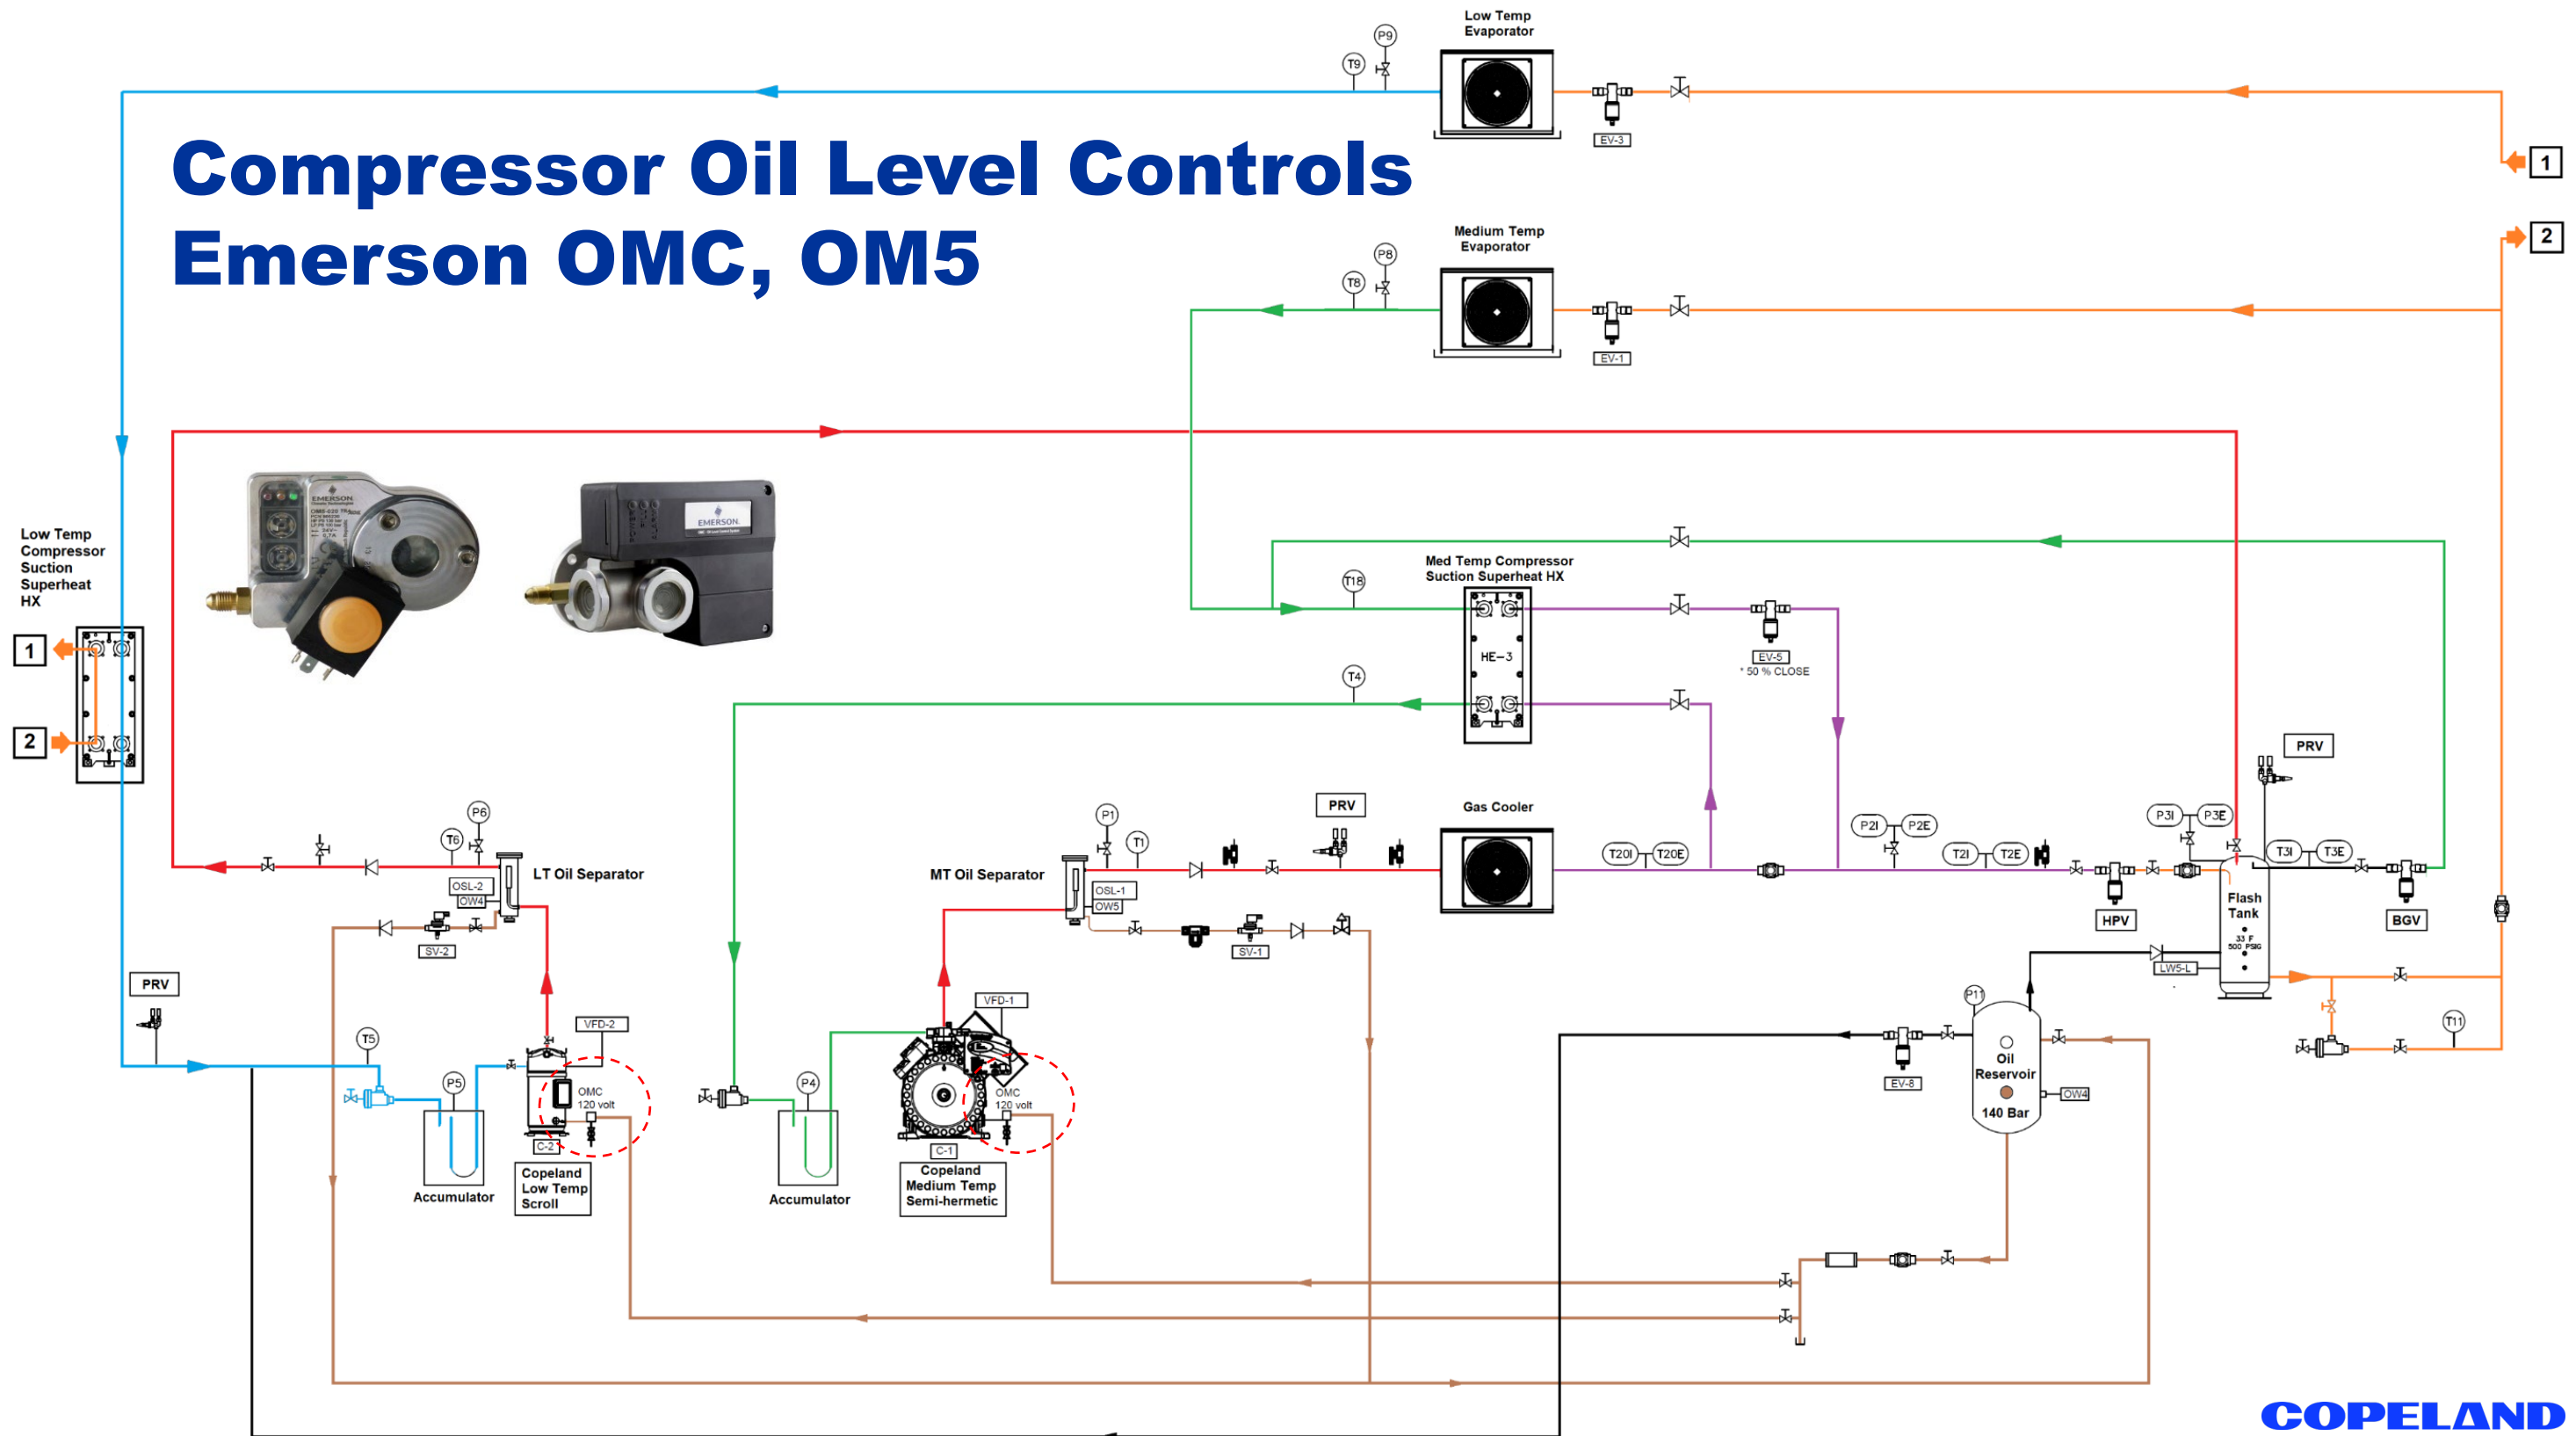 Low Temp
Evaporator
P9
T9
EV-3
1
Compressor Oil Level Controls
Emerson OMC, OM5
Medium Temp
Evaporator
P8
T8
EV-1
2
EMERSON
EMERSON.
Low Temp
Compressor
Suction
Superheat
HX
1
2
Med Temp Compressor
Suction Superheat HX
T18
HE-3
EV-5
* 50 % CLOSE
T4
PRV
P6
T6
LT Oil Separator
OSL-2
OW4
SV-2
MT Oil Separator
P1
T1
OSL-1
OW5
SV-1
PRV
Gas Cooler
T20I
T20E
P2I
P2E
T2I
T2E
P3I
P3E
T3I
T3E
HPV
BGV
Flash
Tank
33 F
500 PSIG
LW5-L
PRV
T5
P5
VFD-2
OMC
120 volt
C-2
Accumulator
Copeland
Low Temp
Scroll
P4
VFD-1
OMC
120 volt
C-1
Accumulator
Copeland
Medium Temp
Semi-hermetic
P11
EV-8
Oil
Reservoir
140 Bar
OW4
T11
COPELAND